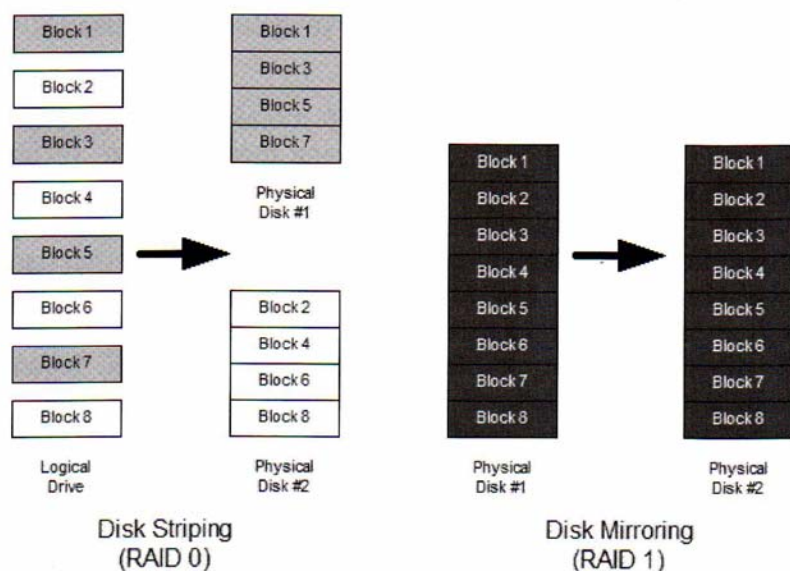 Block 1
Block 2
Block 3
Block 4
Block 5
Block 6
Block 7
Block 8
Logical
Drive
Block 1
Block 3
Block 5
Block 7
Physical
Disk #1
Block 2
Block 4
Block 6
Block 8
Physical
Disk #2
Disk Striping
(RAID 0)
Block 1
Block 2
Block 3
Block 4
Block 5
Block 6
Block 7
Block 8
Physical
Disk #1
Block 1
Block 2
Block 3
Block 4
Block 5
Block 6
Block 7
Block 8
Physical
Disk #2
Disk Mirroring
(RAID 1)